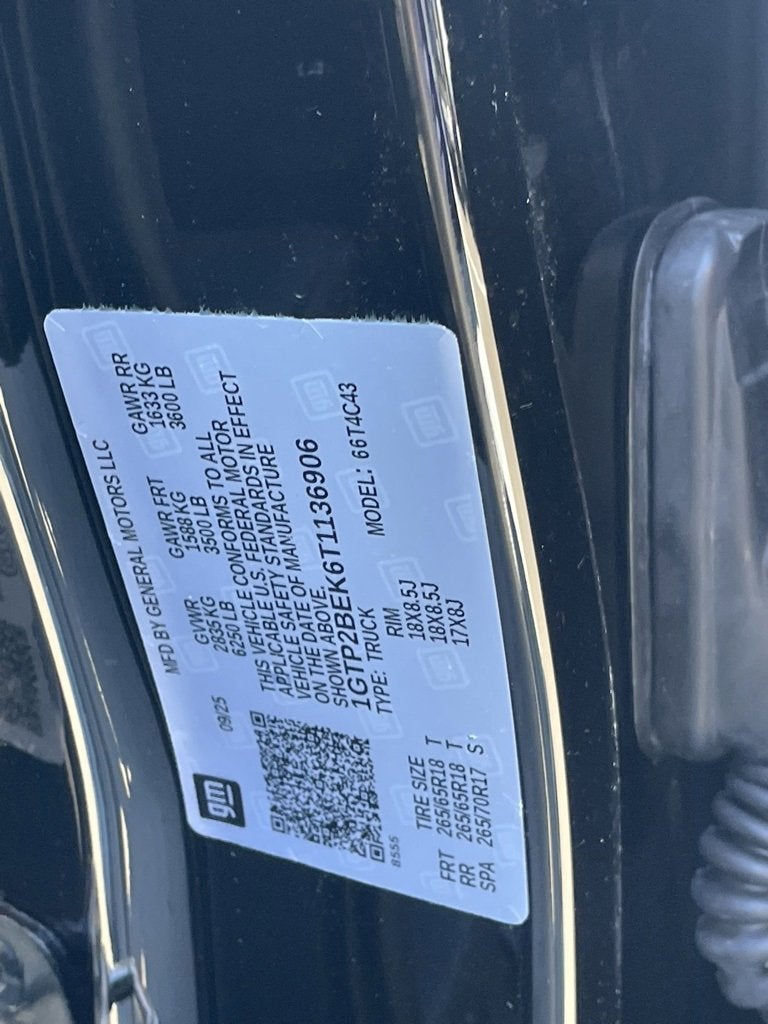 gm
MFD BY GENERAL MOTORS LLC
09/25 GVWR GAWR FRT GAWR RR
2835 KG 1588 KG 1633 KG
6250 LB 3500 LB 3600 LB
THIS VEHICLE CONFORMS TO ALL
APPLICABLE U.S. FEDERAL MOTOR
VEHICLE SAFETY STANDARDS IN EFFECT
ON THE DATE OF MANUFACTURE
SHOWN ABOVE.
1GTP2BEK6T1136906
TYPE: TRUCK MODEL: 66T4C43
8555
TIRE SIZE RIM
FRT 265/65R18 T 18X8.5J
RR 265/65R18 T 18X8.5J
SPA 265/70R17 S 17X8J